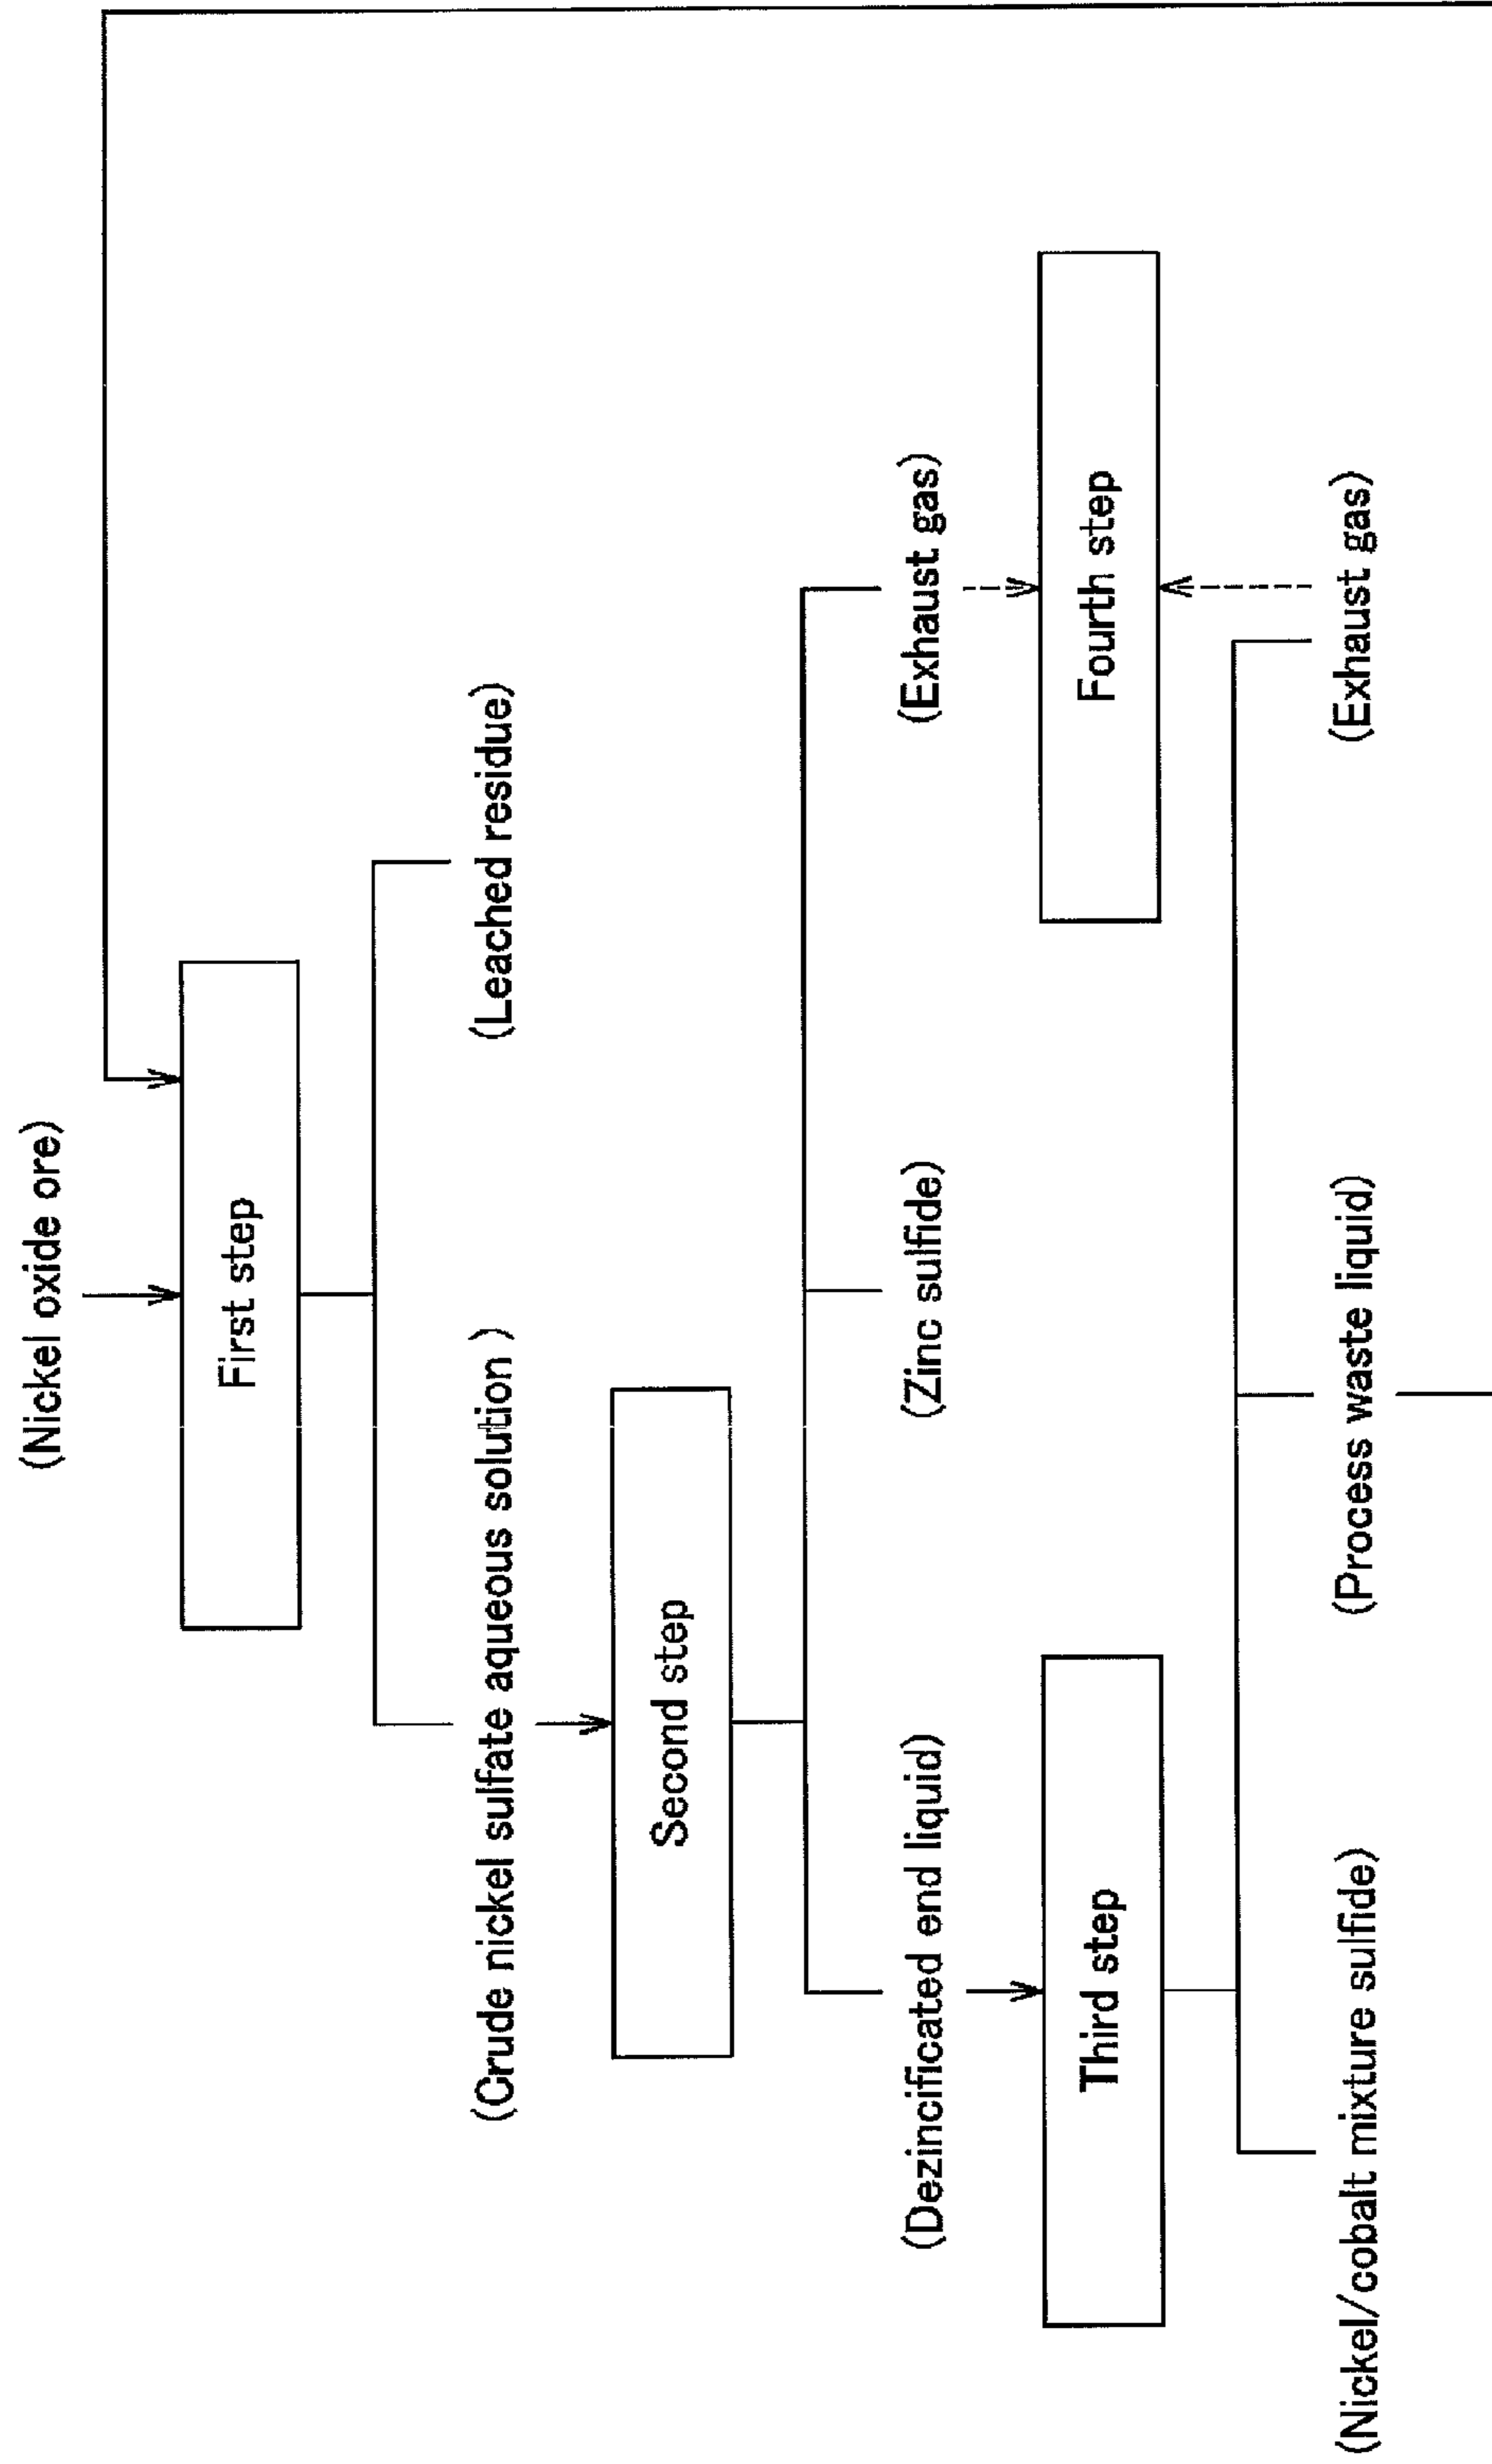 (Nickel oxide ore)
First step
(Crude nickel sulfate aqueous solution )
(Leached residue)
Second step
(Dezincificated end liquid)
(Zinc sulfide)
(Exhaust gas)
Third step
Fourth step
(Nickel/cobalt mixture sulfide)
(Process waste liquid)
(Exhaust gas)